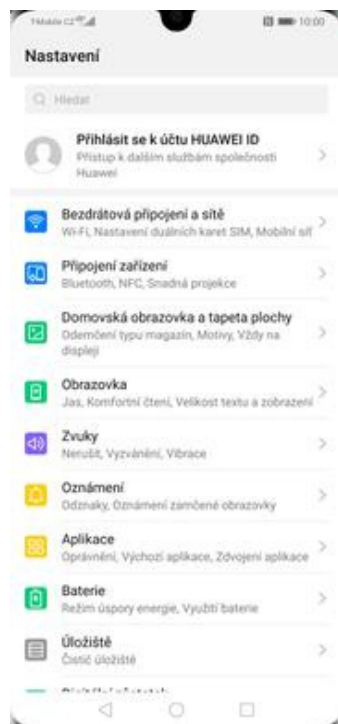 T-Mobile CZ
10:00
Nastavení
Hledat
Přihlásit se k účtu HUAWEI ID
Přístup k dalším službám společnosti
Huawei
Bezdrátová připojení a sítě
Wi-Fi, Nastavení duálních karet SIM, Mobilní síť
Připojení zařízení
Bluetooth, NFC, Snadná projekce
Domovská obrazovka a tapeta plochy
Odemčení typu magazín, Motivy, Vždy na
displeji
Obrazovka
Jas, Komfortní čtení, Velikost textu a zobrazení
Zvuky
Nerušit, Vyzvánění, Vibrace
Oznámení
Odznaky, Oznámení zamčené obrazovky
Aplikace
Oprávnění, Výchozí aplikace, Zdvojení aplikace
Baterie
Režim úspory energie, Využití baterie
Úložiště
Čistič úložiště